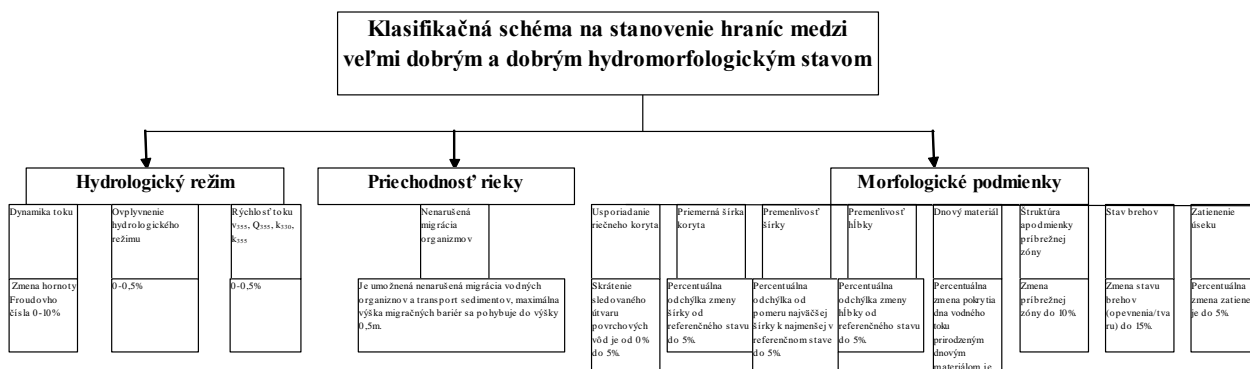 Klasifikačná schéma na stanovenie hraníc medzi
veľmi dobrým a dobrým hydromorfologickým stavom
Hydrologický režim
Dynamika toku
Ovplyvnenie
hydrologického
režimu
Rýchlosť toku
v₃₅₅, Q₃₅₅, k₃₃₀,
k₃₅₅
Zmena hornoty
Froudovho
čísla 0-10%
0-0,5%
0-0,5%
Priechodnosť rieky
Nenarušená
migrácia
organizmov
Je umožnená nenarušená migrácia vodných
organiznov a transport sedimentov, maximálna
výška migračných bariér sa pohybuje do výšky
0,5m.
Morfologické podmienky
Usporiadanie
riečneho koryta
Priemerná šírka
koryta
Premenlivosť
šírky
Premenlivosť
hĺbky
Dnový materiál
Štruktúra
apodmienky
príbrežnej
zóny
Stav brehov
Zatienenie
úseku
Skrátenie
sledovaného
útvaru
povrchových
vôd je od 0%
do 5%.
Percentuálna
odchýlka zmeny
šírky od
referenčného stavu
do 5%.
Percentuálna
odchýlka od
pomeru najväčšej
šírky k najmenšej v
referenčnom stave
do 5%.
Percentuálna
odchýlka zmeny
hĺbky od
referenčného stavu
do 5%.
Percentuálna
zmena pokrytia
dna vodného
toku
prirodzeným
dnovým
materiálom je
Zmena
príbrežnej
zóny do 10%.
Zmena stavu
brehov
(opevnenia/tva
ru) do 15%.
Percentuálna
zmena zatiene
je do 5%.